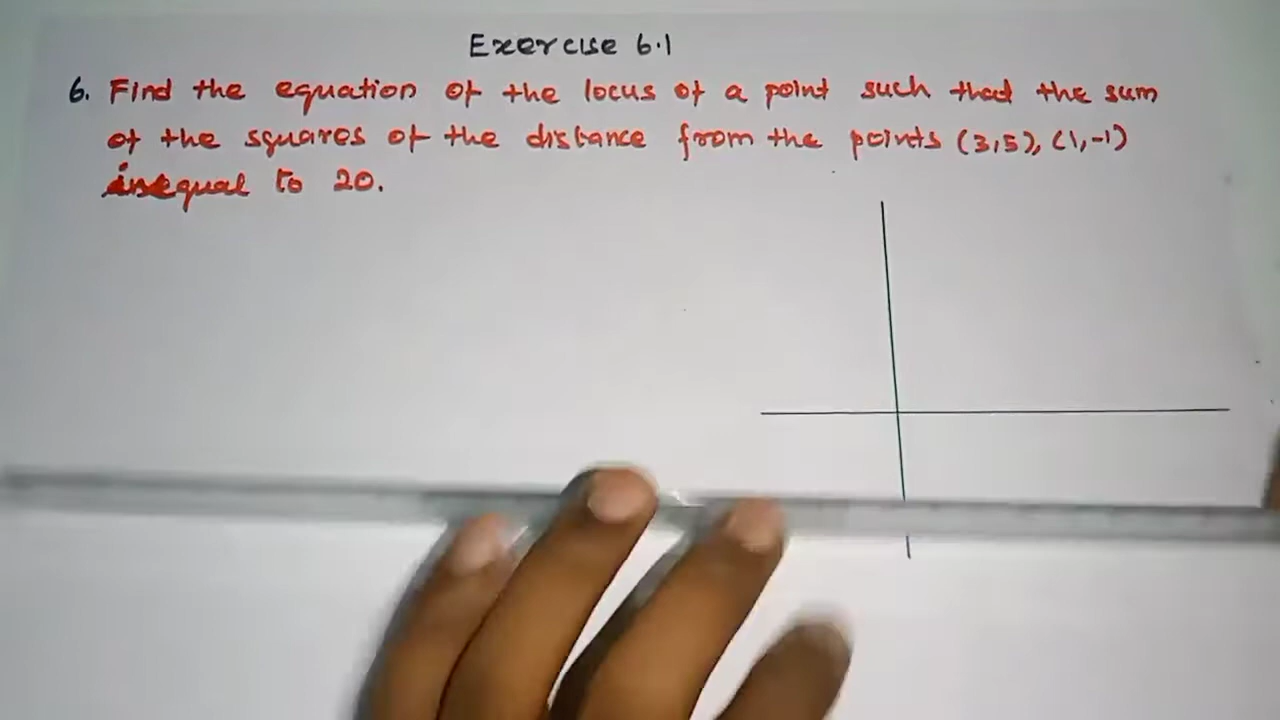 Exercise 6.1
6. Find the equation of the locus of a point such that the sum
of the squares of the distance from the points (3,5), (1,-1)
is equal to 20.